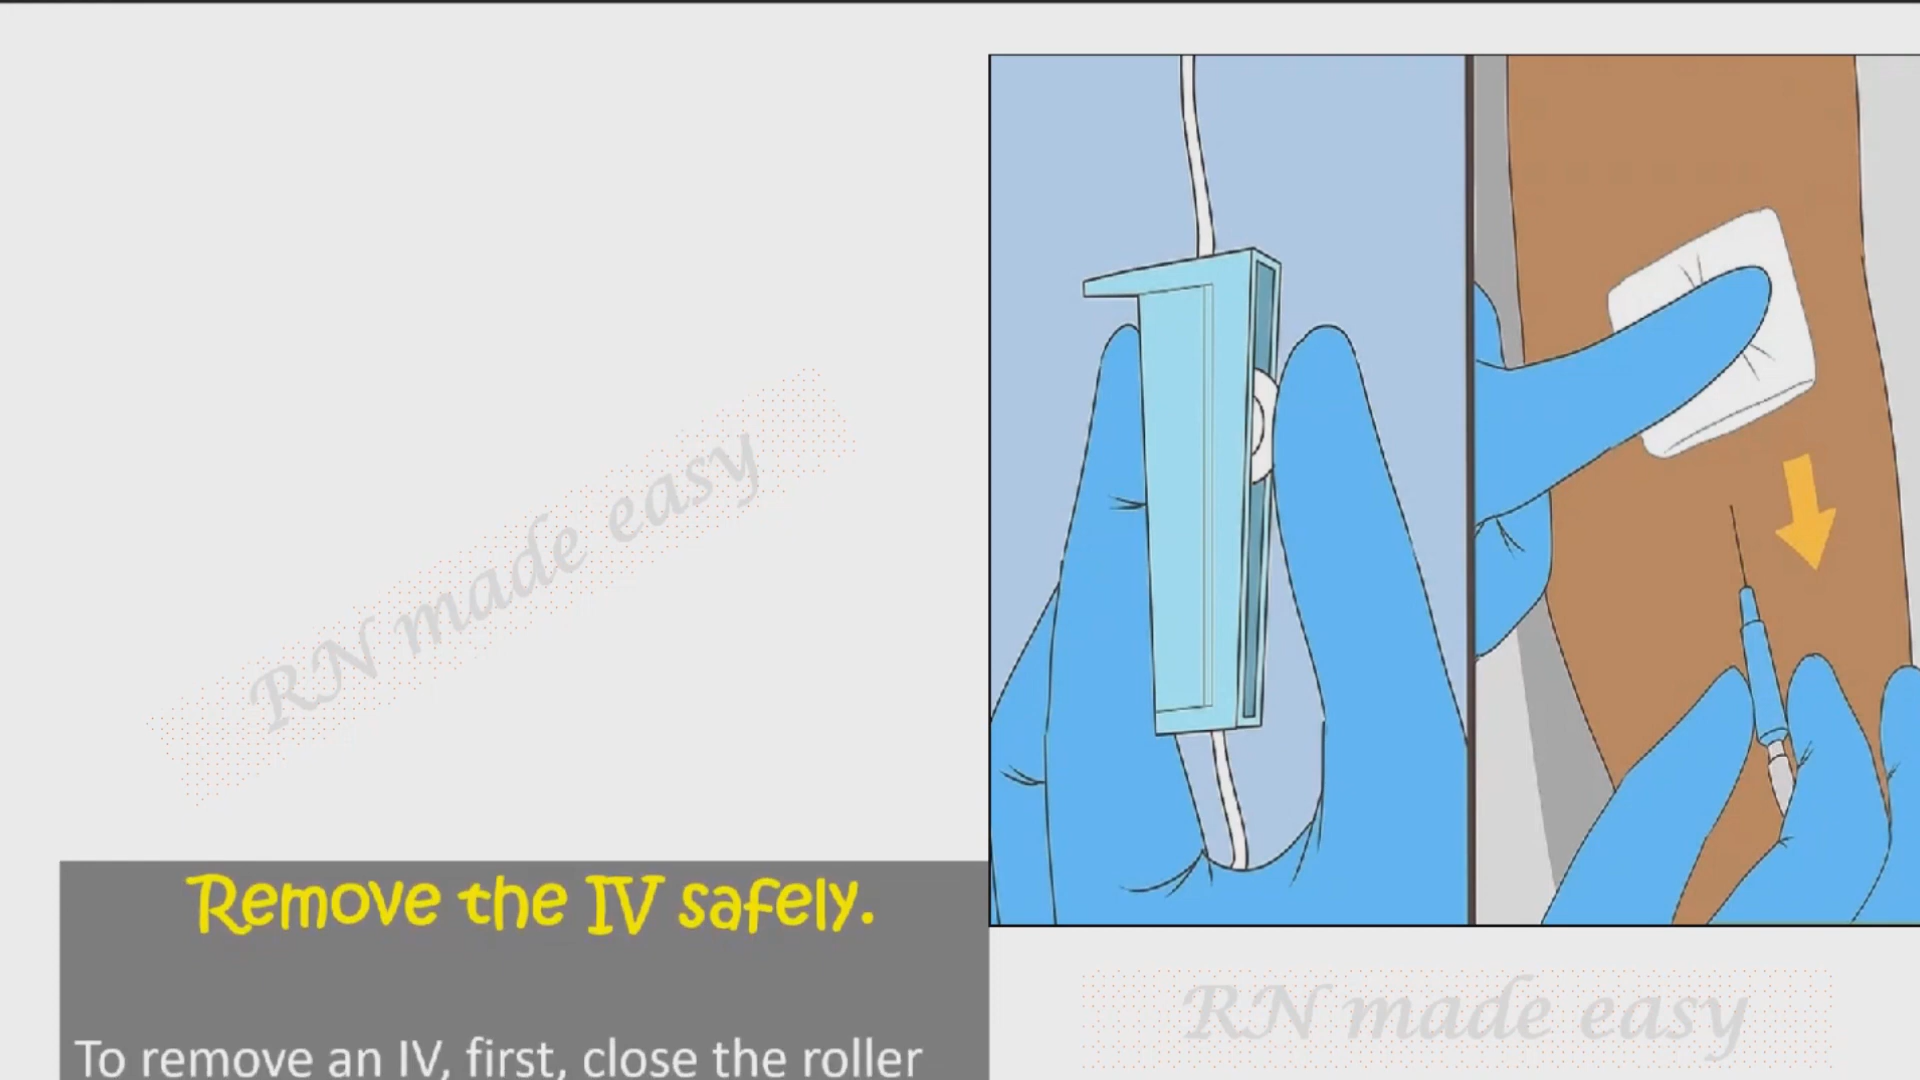 RN made easy
Remove the IV safely.
To remove an IV, first, close the roller
RN made easy